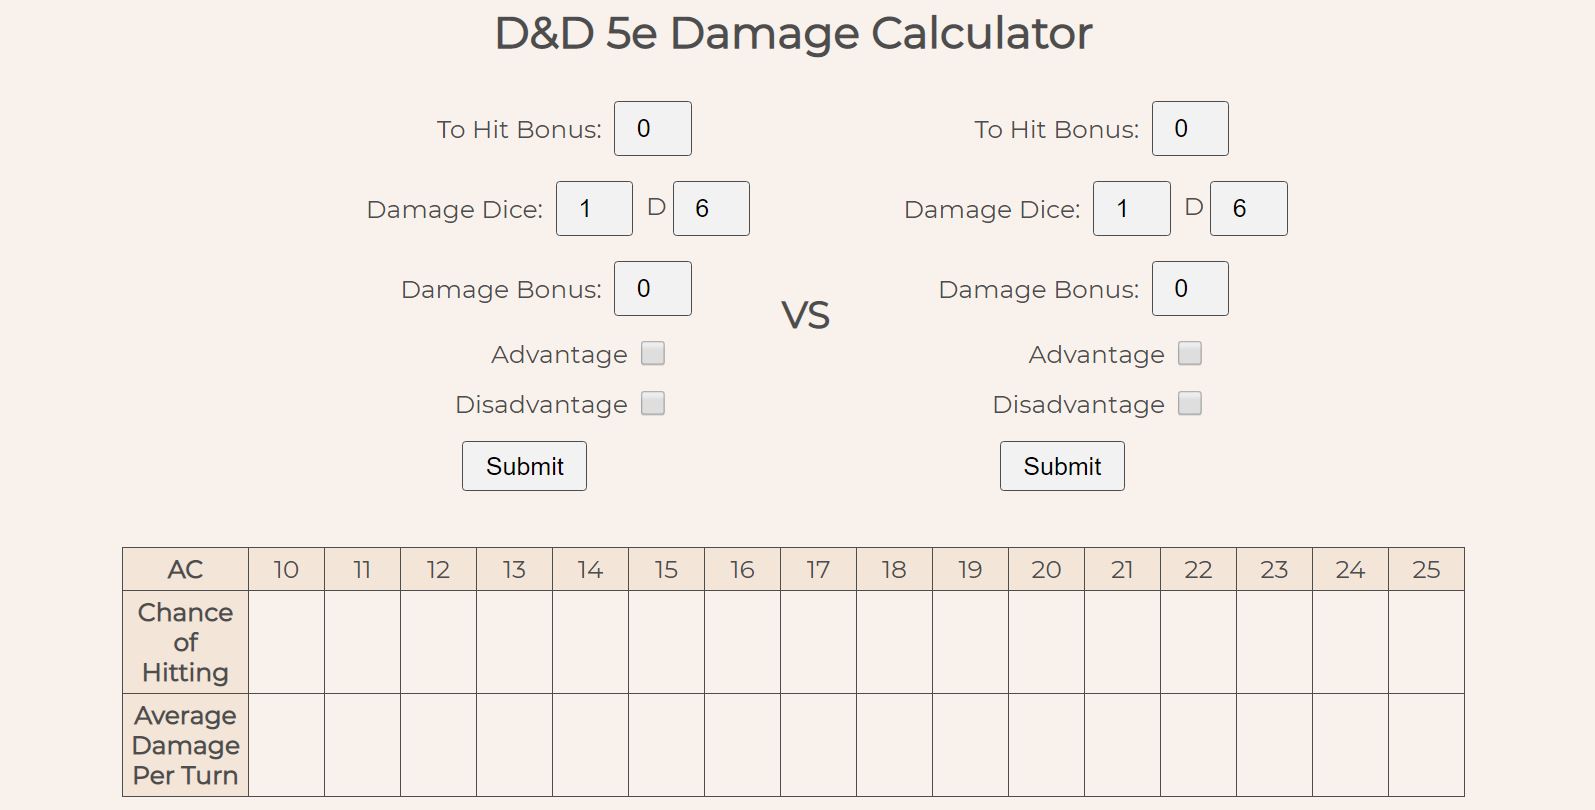 D&D 5e Damage Calculator
To Hit Bonus: 0
Damage Dice: 1 D 6
Damage Bonus: 0
Advantage
Disadvantage
Submit
VS
To Hit Bonus: 0
Damage Dice: 1 D 6
Damage Bonus: 0
Advantage
Disadvantage
Submit
AC 10 11 12 13 14 15 16 17 18 19 20 21 22 23 24 25
Chance
of
Hitting
Average
Damage
Per Turn